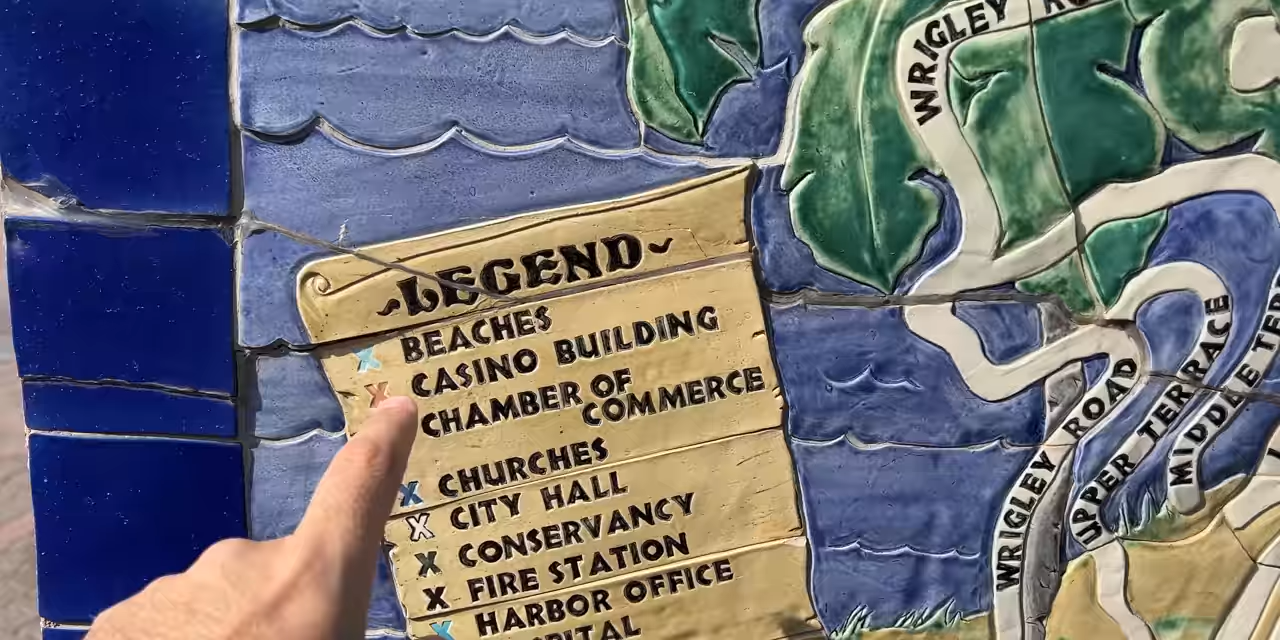 WRIGLEY
LEGEND
X BEACHES
X CASINO BUILDING
CHAMBER OF
COMMERCE
X CHURCHES
X CITY HALL
X CONSERVANCY
X FIRE STATION
X HARBOR OFFICE
WRIGLEY ROAD
UPPER TERRACE
MIDDLE